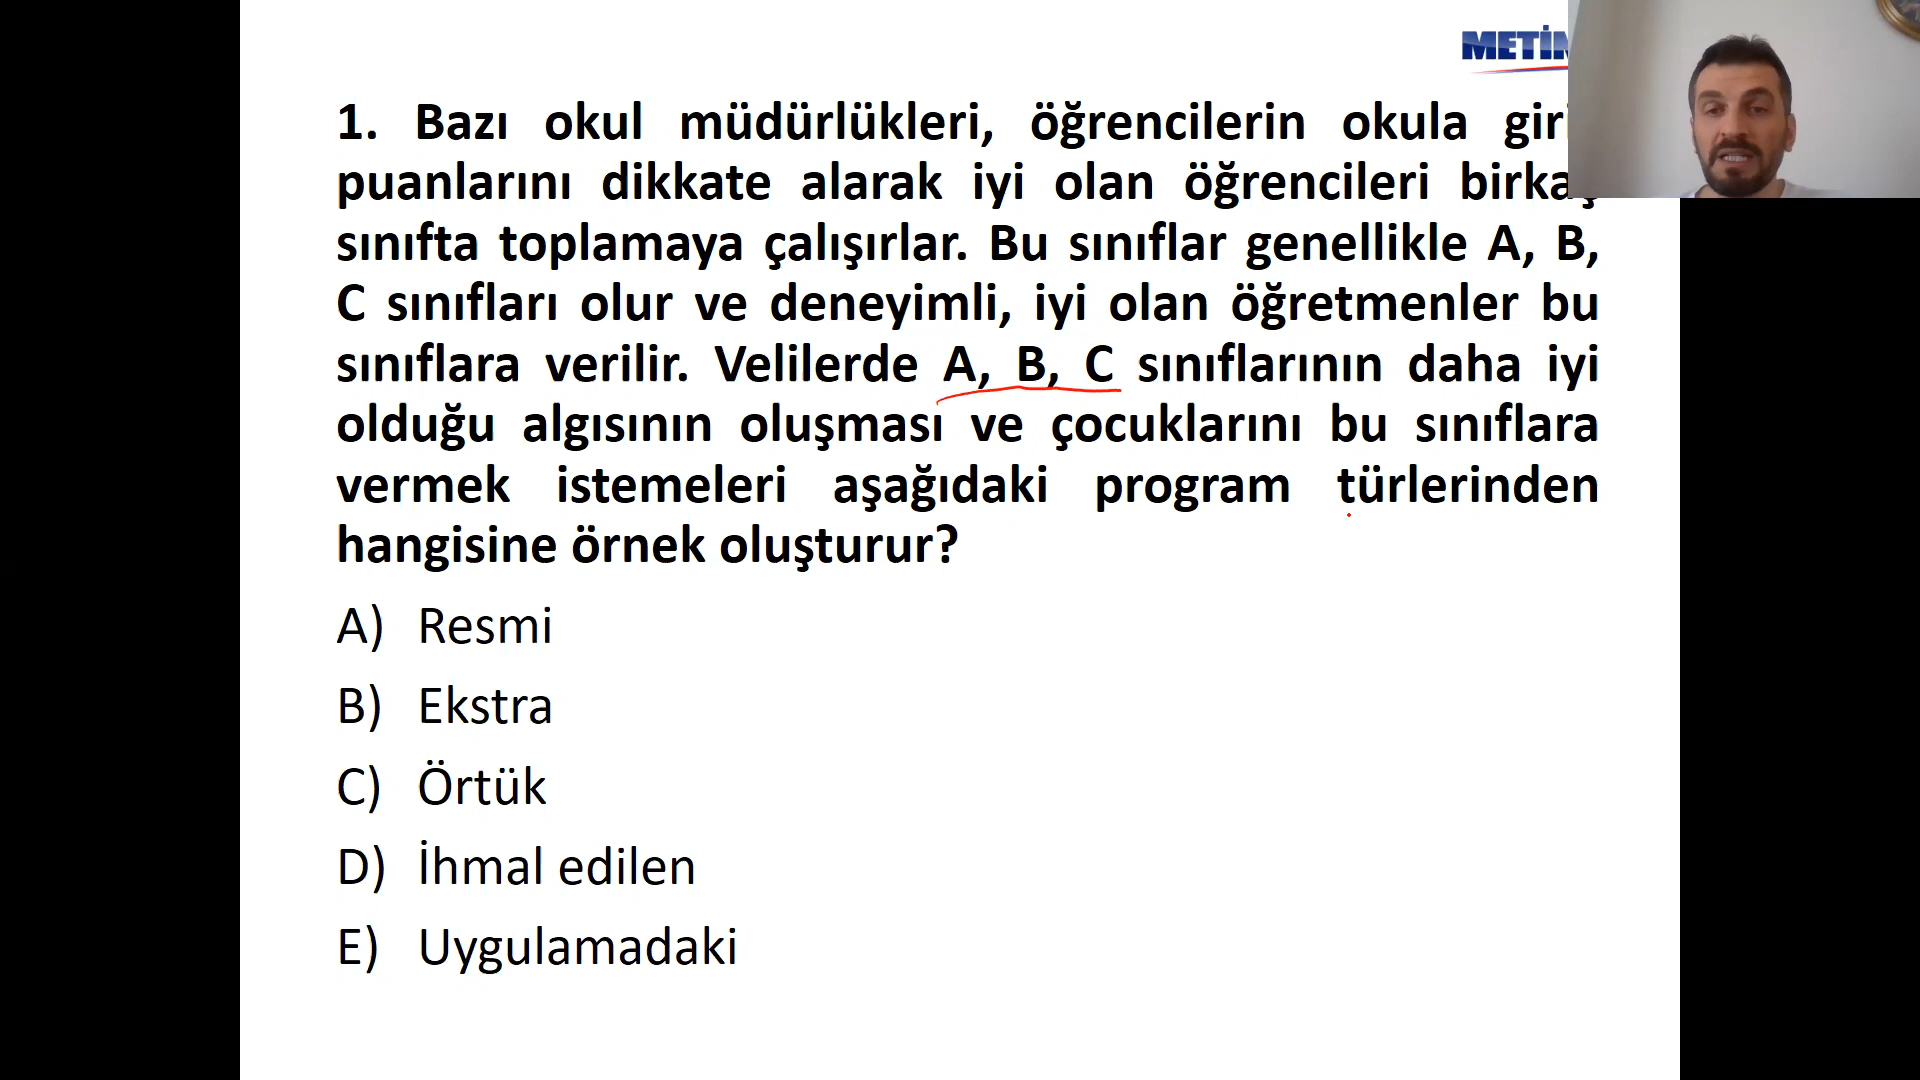 METİN
1. Bazı okul müdürlükleri, öğrencilerin okula
puanlarını dikkate alarak iyi olan öğrencileri birkaç
sınıfta toplamaya çalışırlar. Bu sınıflar genellikle A, B,
C sınıfları olur ve deneyimli, iyi olan öğretmenler bu
sınıflara verilir. Velilerde A, B, C sınıflarının daha iyi
olduğu algısının oluşması ve çocuklarını bu sınıflara
vermek istemeleri aşağıdaki program türlerinden
hangisine örnek oluşturur?
A) Resmi
B) Ekstra
C) Örtük
D) İhmal edilen
E) Uygulamadaki